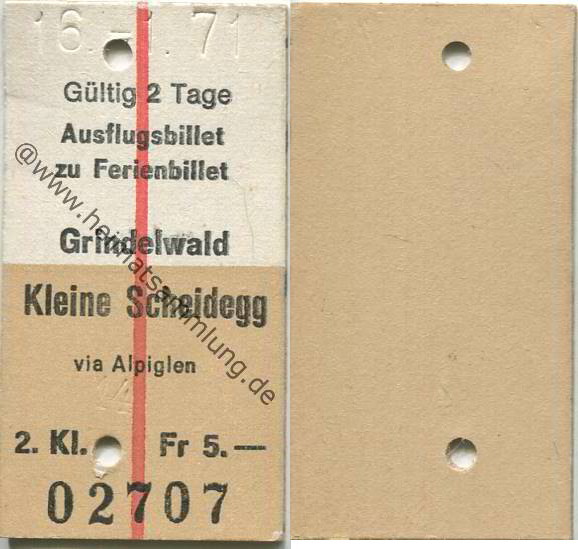 16.-1.71
Gültig 2 Tage
Ausflugsbillet
zu Ferienbillet
Grindelwald
Kleine Scheidegg
via Alpiglen
2. Kl. Fr 5.—
02707
@www.heimatsammlung.de